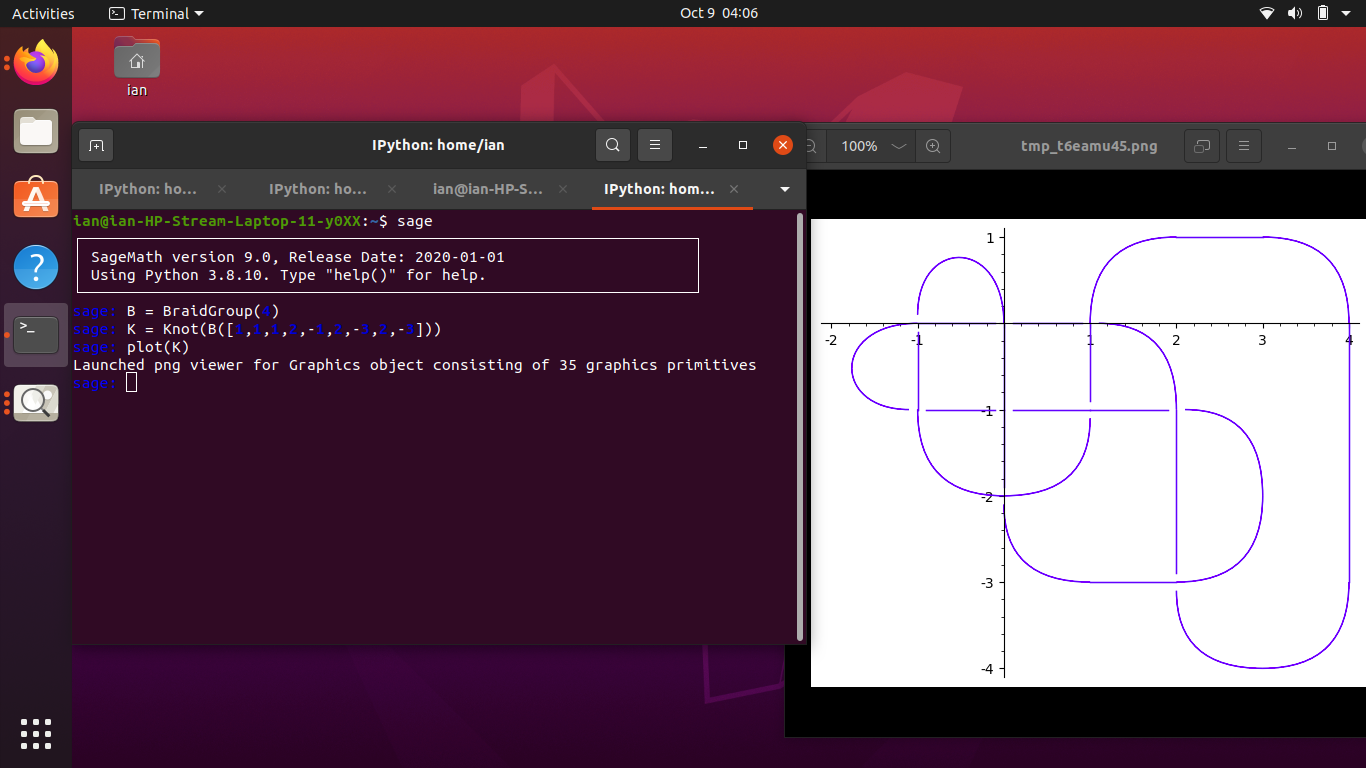 Activities Terminal Oct 9 04:06
ian
IPython: home/ian
100% tmp_t6eamu45.png
IPython: ho... IPython: ho... ian@ian-HP-S... IPython: hom...
ian@ian-HP-Stream-Laptop-11-y0XX:~$ sage
SageMath version 9.0, Release Date: 2020-01-01
Using Python 3.8.10. Type "help()" for help.
sage: B = BraidGroup(4)
sage: K = Knot(B([1,1,1,2,-1,2,-3,2,-3]))
sage: plot(K)
Launched png viewer for Graphics object consisting of 35 graphics primitives
sage:
1
-2 -1 1 2 3 4
-1
-2
-3
-4